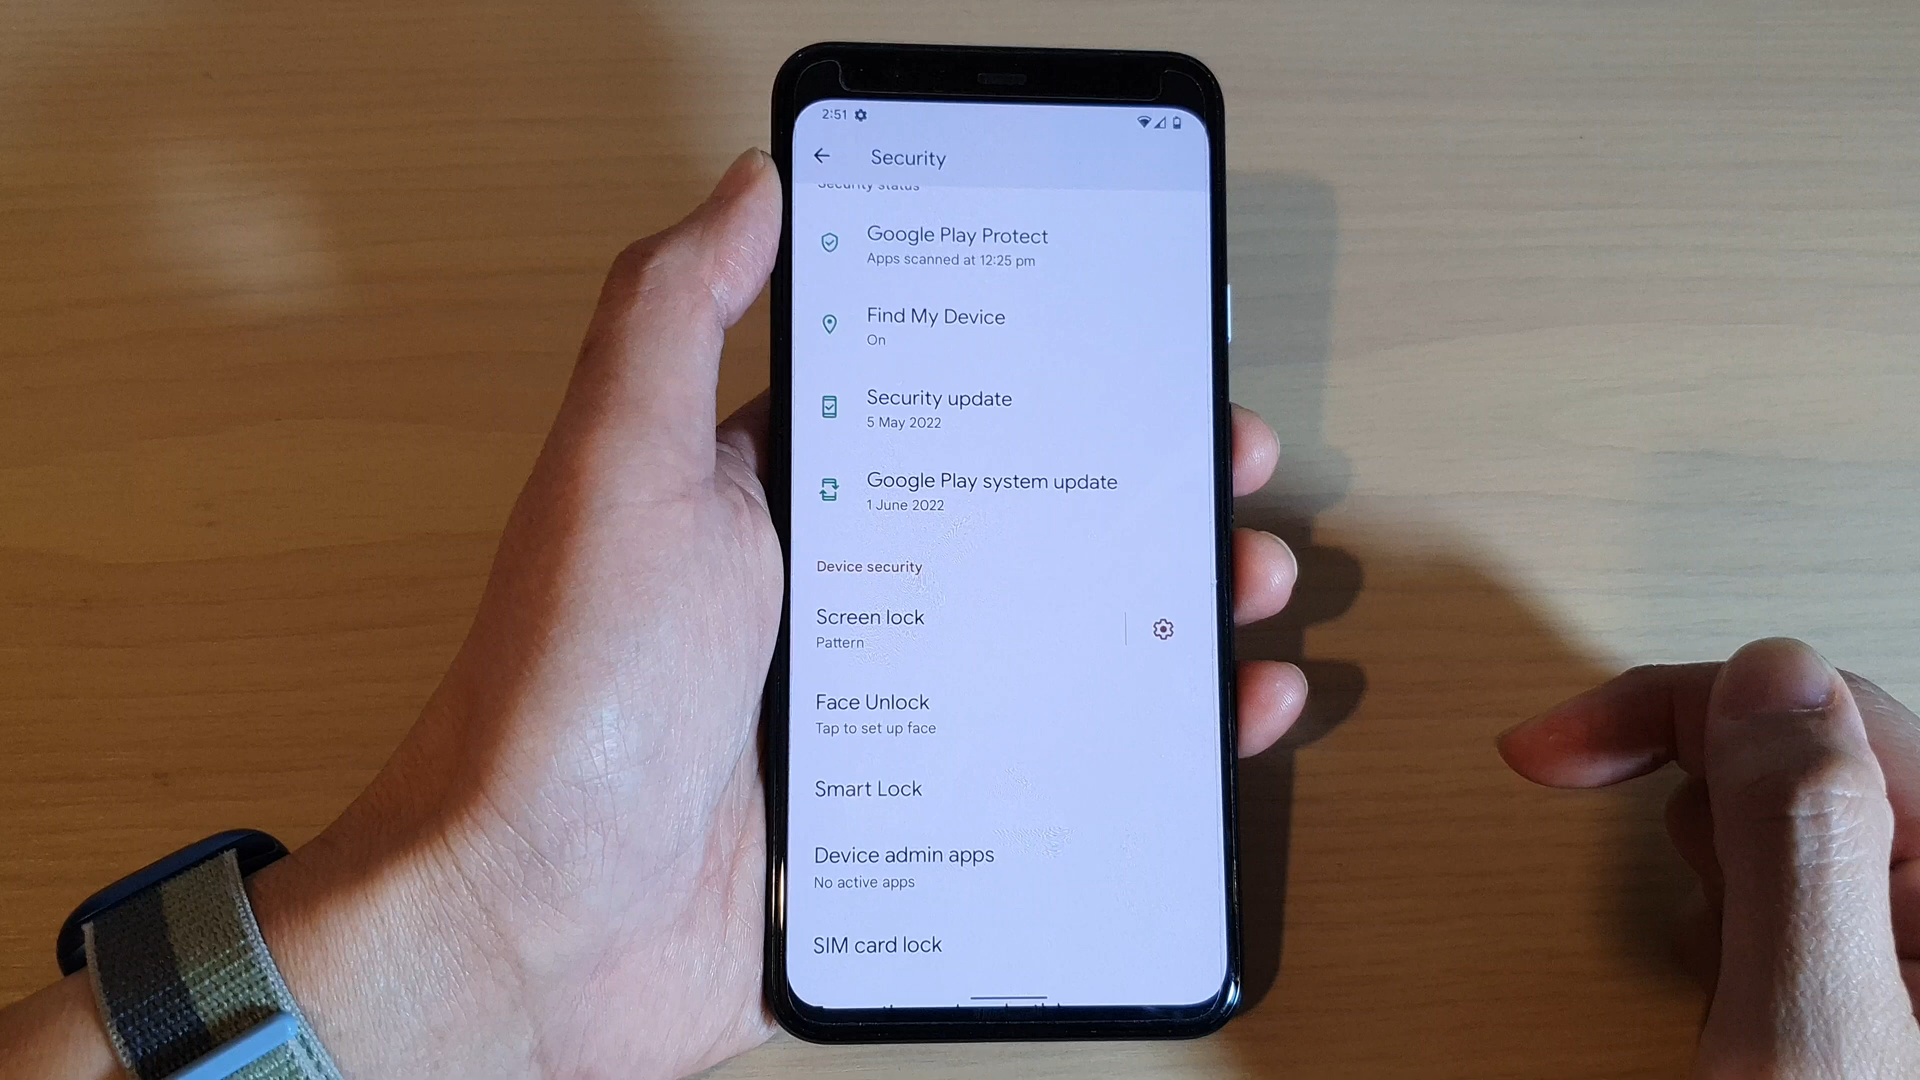 2:51
Security
Security status
Google Play Protect
Apps scanned at 12:25 pm
Find My Device
On
Security update
5 May 2022
Google Play system update
1 June 2022
Device security
Screen lock
Pattern
Face Unlock
Tap to set up face
Smart Lock
Device admin apps
No active apps
SIM card lock